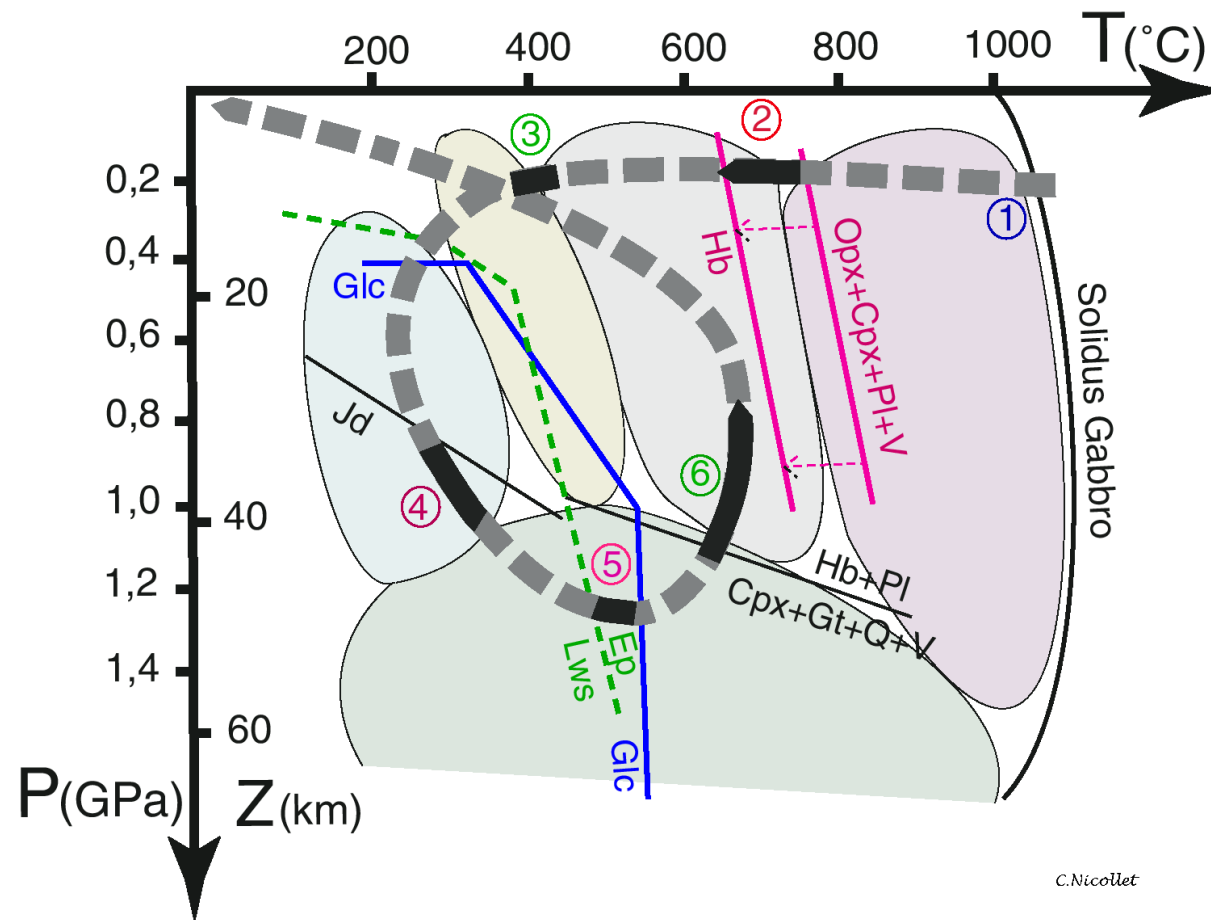 T(°C)
200
400
600
800
1000
③
②
①
0,2
0,4
20
0,6
0,8
1,0
40
1,2
1,4
60
Glc
Jd
Hb
Opx+Cpx+Pl+V
Solidus Gabbro
④
⑥
⑤
Hb+Pl
Cpx+Gt+Q+V
Lws
Ep
Glc
P(GPa)
Z(km)
C.Nicollet